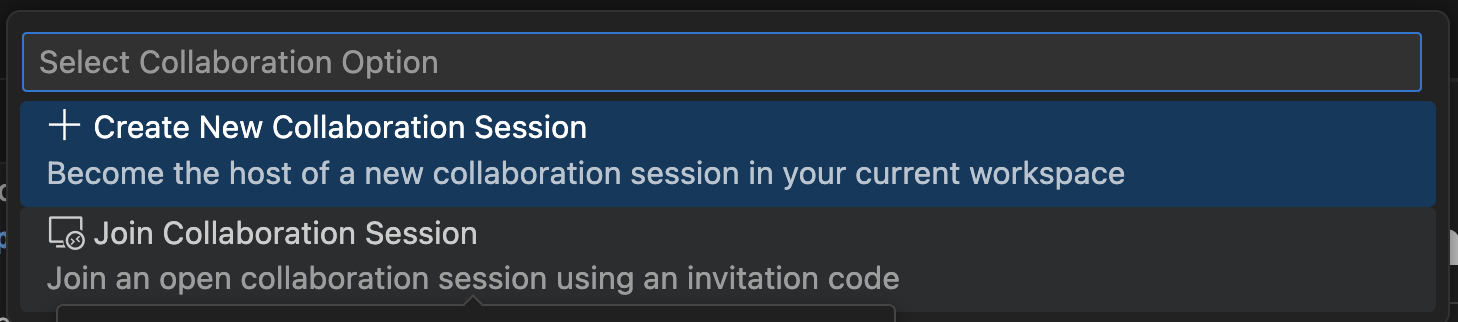 Select Collaboration Option
Create New Collaboration Session
Become the host of a new collaboration session in your current workspace
Join Collaboration Session
Join an open collaboration session using an invitation code